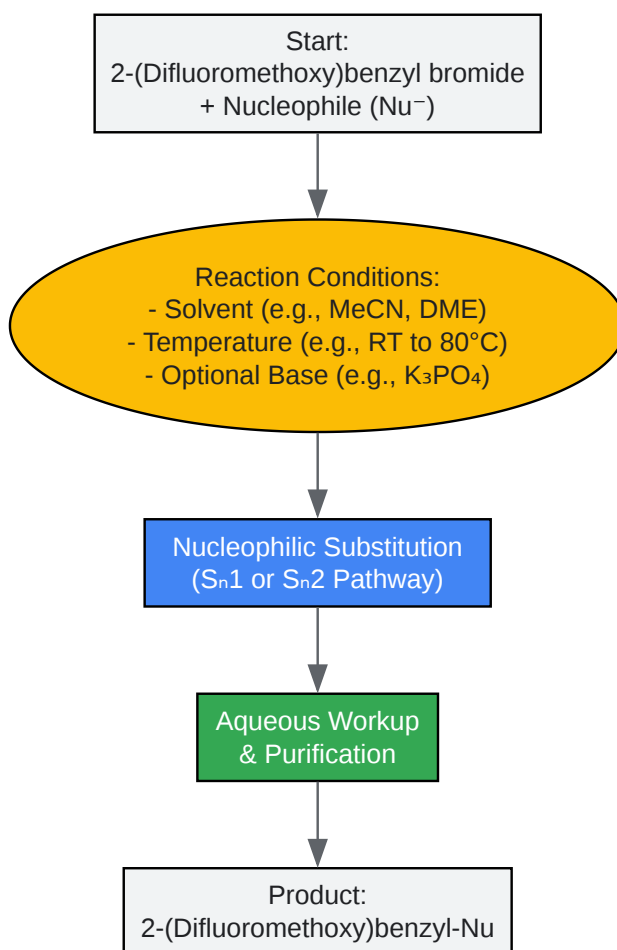 Start:
2-(Difluoromethoxy)benzyl bromide
+ Nucleophile (Nu⁻)
Reaction Conditions:
- Solvent (e.g., MeCN, DME)
- Temperature (e.g., RT to 80°C)
- Optional Base (e.g., K₃PO₄)
Nucleophilic Substitution
(Sₙ1 or Sₙ2 Pathway)
Aqueous Workup
& Purification
Product:
2-(Difluoromethoxy)benzyl-Nu